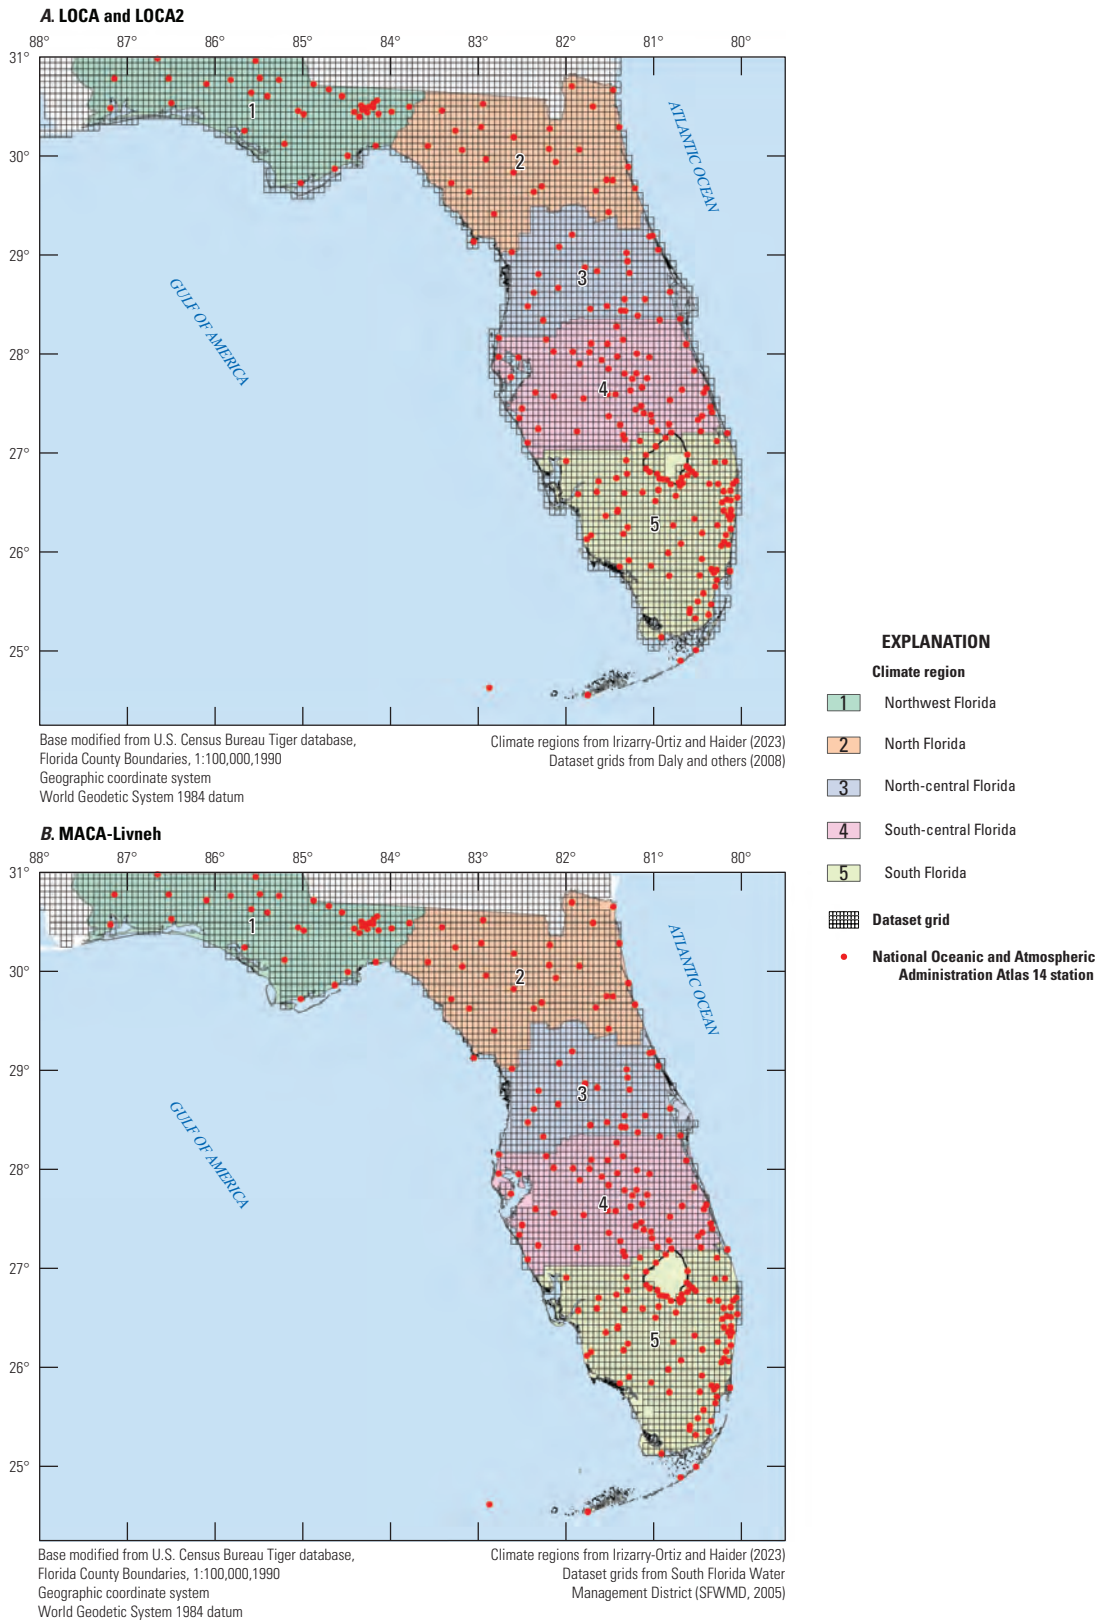 A. LOCA and LOCA2
88° 87° 86° 85° 84° 83° 82° 81° 80°
31°
30°
29°
28°
27°
26°
25°
1
2
3
4
5
ATLANTIC OCEAN
GULF OF AMERICA
Base modified from U.S. Census Bureau Tiger database,
Florida County Boundaries, 1:100,000,1990
Geographic coordinate system
World Geodetic System 1984 datum
Climate regions from Irizarry-Ortiz and Haider (2023)
Dataset grids from Daly and others (2008)
EXPLANATION
Climate region
1 Northwest Florida
2 North Florida
3 North-central Florida
4 South-central Florida
5 South Florida
Dataset grid
National Oceanic and Atmospheric
Administration Atlas 14 station
B. MACA-Livneh
88° 87° 86° 85° 84° 83° 82° 81° 80°
31°
30°
29°
28°
27°
26°
25°
1
2
3
4
5
ATLANTIC OCEAN
GULF OF AMERICA
Base modified from U.S. Census Bureau Tiger database,
Florida County Boundaries, 1:100,000,1990
Geographic coordinate system
World Geodetic System 1984 datum
Climate regions from Irizarry-Ortiz and Haider (2023)
Dataset grids from South Florida Water
Management District (SFWMD, 2005)